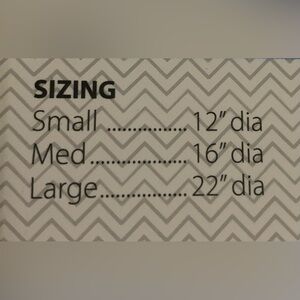 SIZING
Small ................ 12” dia
Med................... 16” dia
Large................. 22” dia